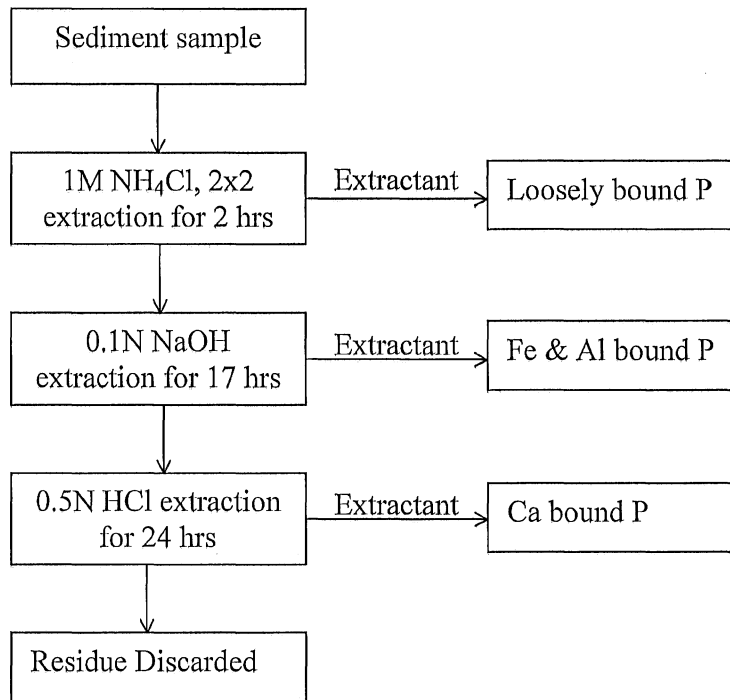 Sediment sample
1M NH₄Cl, 2x2
extraction for 2 hrs
Extractant
Loosely bound P
0.1N NaOH
extraction for 17 hrs
Extractant
Fe & Al bound P
0.5N HCl extraction
for 24 hrs
Extractant
Ca bound P
Residue Discarded